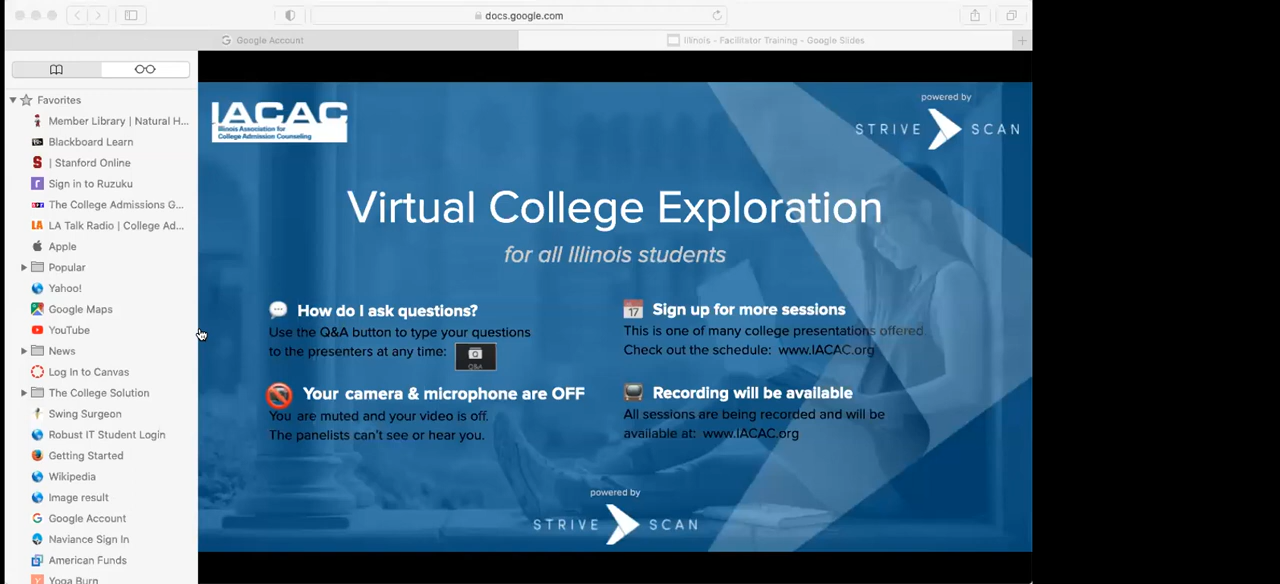 docs.google.com
Google Account
Illinois - Facilitator Training - Google Slides
Favorites
Member Library | Natural H...
Blackboard Learn
| Stanford Online
Sign in to Ruzuku
The College Admissions G...
LA Talk Radio | College Ad...
Apple
Popular
Yahoo!
Google Maps
YouTube
News
Log In to Canvas
The College Solution
Swing Surgeon
Robust IT Student Login
Getting Started
Wikipedia
Image result
Google Account
Naviance Sign In
American Funds
Yoga Burn
IACAC
Illinois Association for
College Admission Counseling
powered by
STRIVE SCAN
Virtual College Exploration
for all Illinois students
How do I ask questions?
Use the Q&A button to type your questions
to the presenters at any time:
Q&A
Your camera & microphone are OFF
You are muted and your video is off.
The panelists can't see or hear you.
17 Sign up for more sessions
This is one of many college presentations offered.
Check out the schedule: www.IACAC.org
Recording will be available
All sessions are being recorded and will be
available at: www.IACAC.org
powered by
STRIVE SCAN